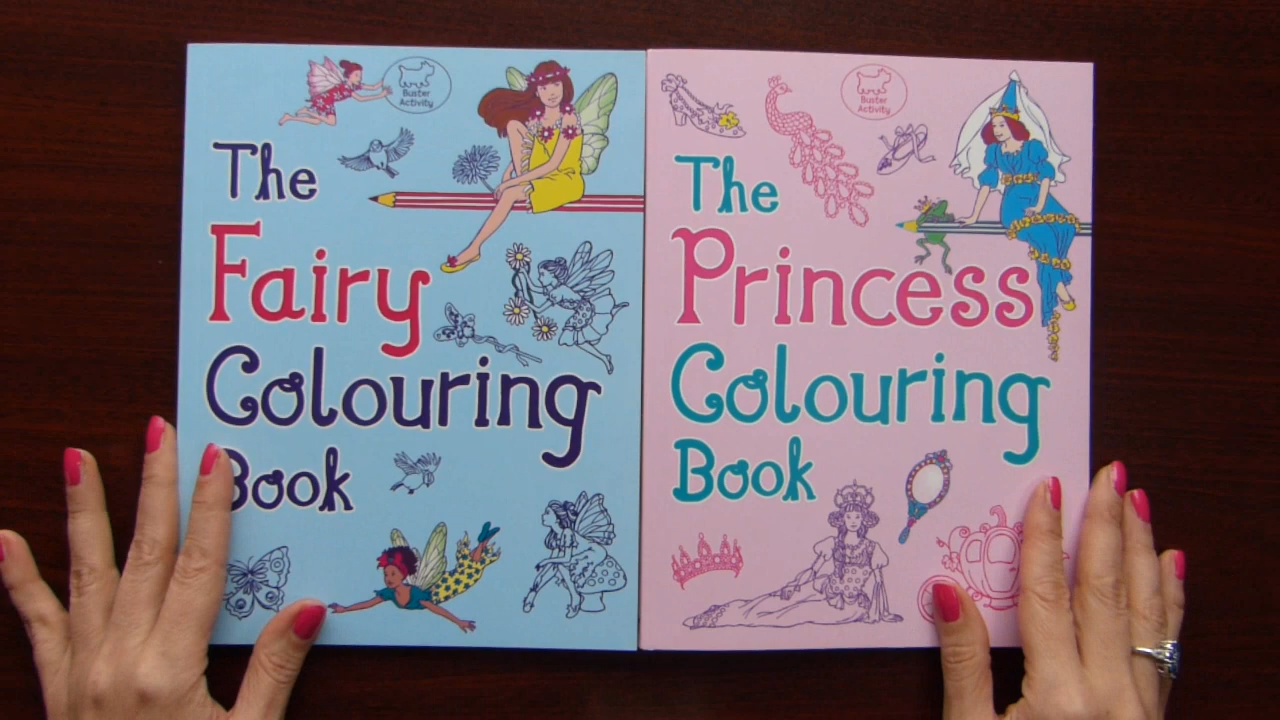 Buster
Activity
The
Fairy
Colouring
Book
Buster
Activity
The
Princess
Colouring
Book